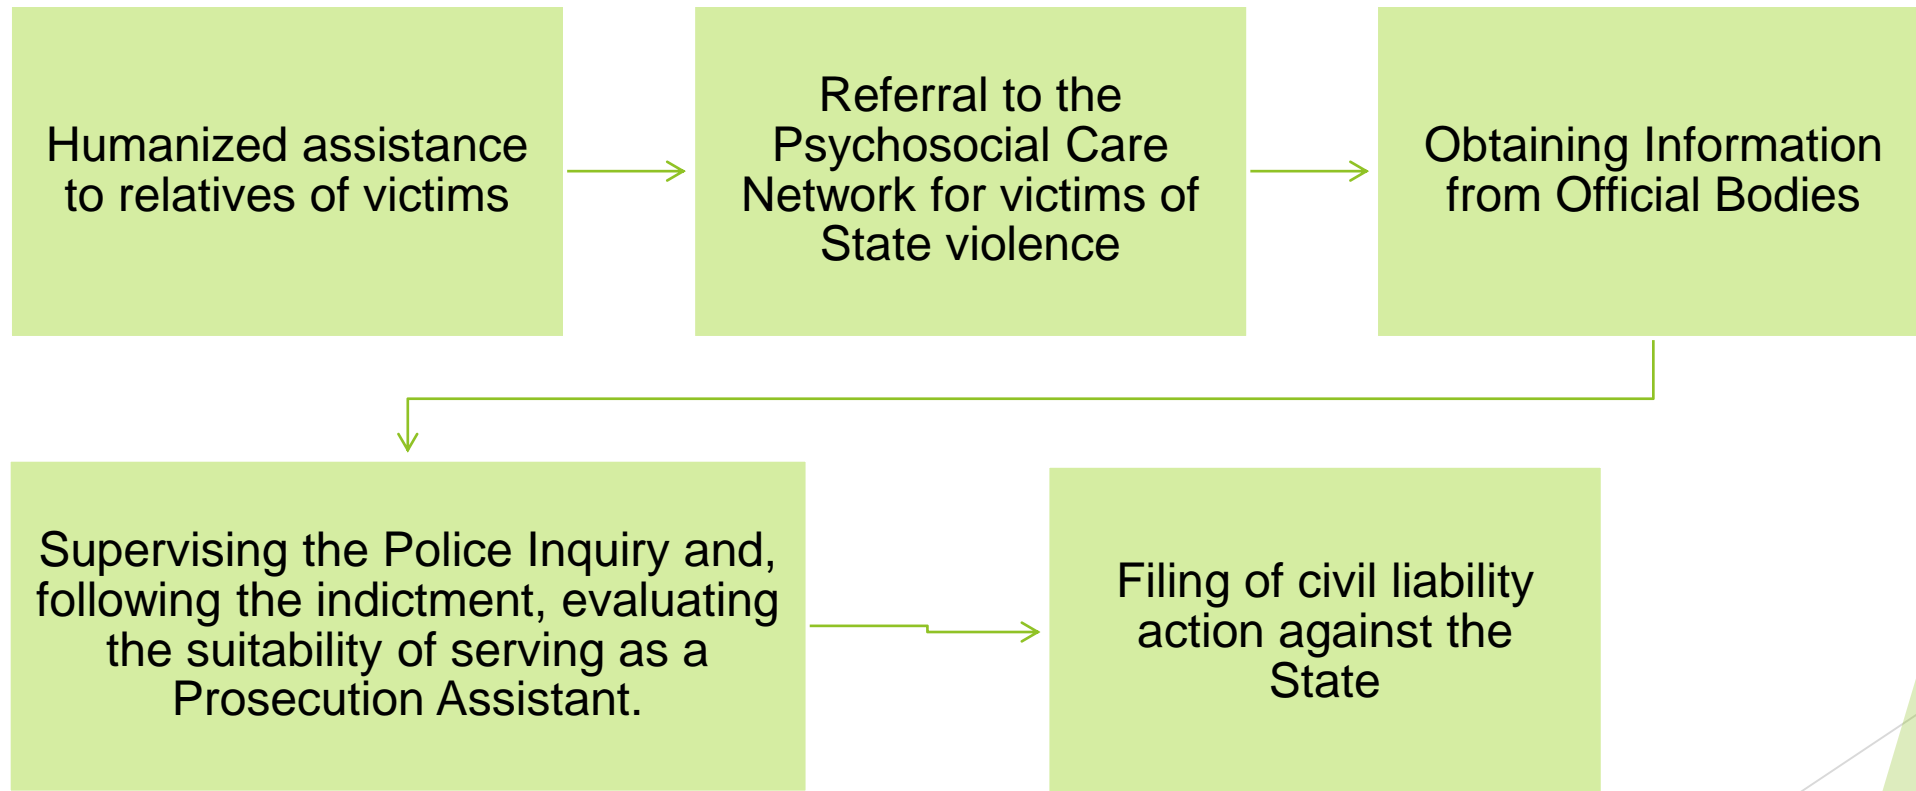 Humanized assistance
to relatives of victims
Referral to the
Psychosocial Care
Network for victims of
State violence
Obtaining Information
from Official Bodies
Supervising the Police Inquiry and,
following the indictment, evaluating
the suitability of serving as a
Prosecution Assistant.
Filing of civil liability
action against the
State